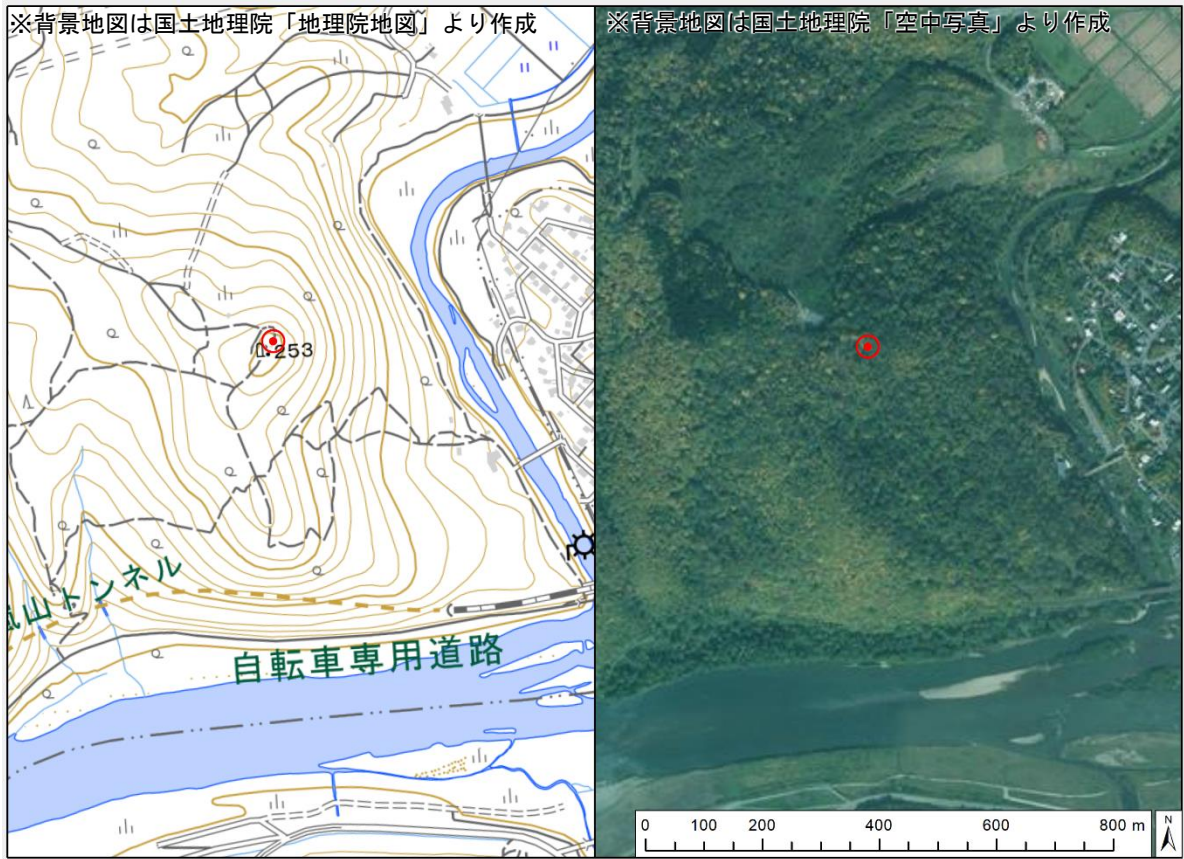 ※背景地図は国土地理院「地理院地図」より作成
※背景地図は国土地理院「空中写真」より作成
253
嵐山トンネル
自転車専用道路
0 100 200 400 600 800 m
N